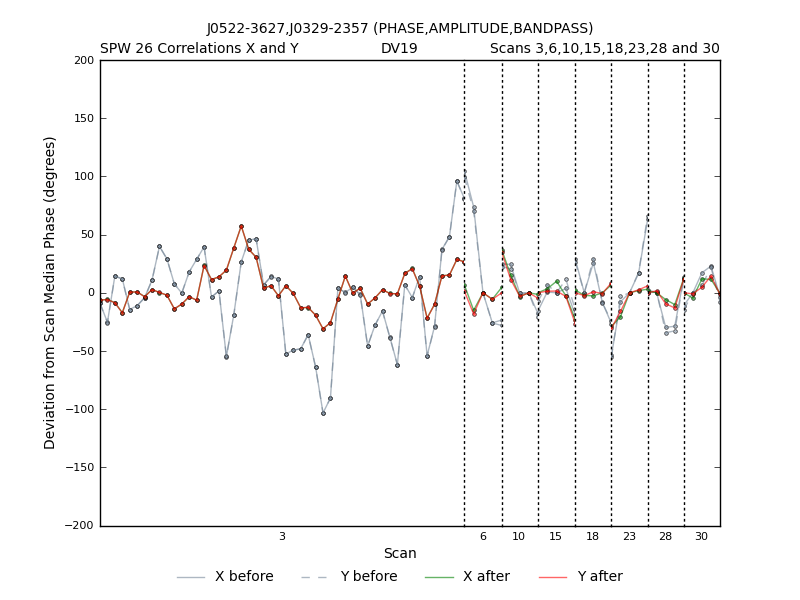 J0522-3627,J0329-2357 (PHASE,AMPLITUDE,BANDPASS)
SPW 26 Correlations X and Y DV19 Scans 3,6,10,15,18,23,28 and 30
200
150
100
50
0
−50
−100
−150
−200
Deviation from Scan Median Phase (degrees)
3 6 10 15 18 23 28 30
Scan
X before Y before X after Y after